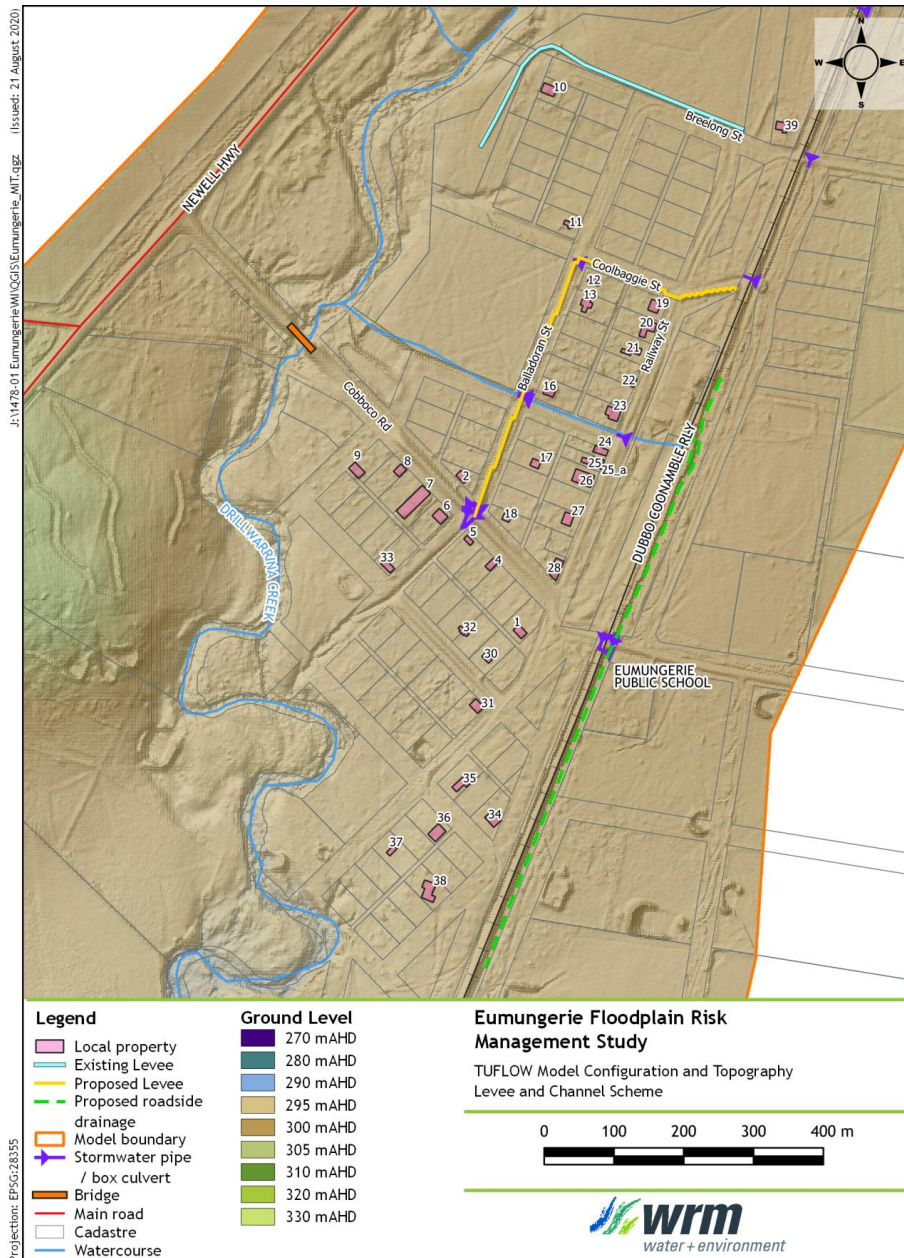 J:\1478-01 Eumungerie\WMI\QGIS\Eumungerie_MIT.qgz (Issued: 21 August 2020)
N
W E
S
10
Breelong St
39
NEWELL HWY
11
Coolbaggie St
12
13
19
20
Railway St
21
Balladoran St
22
16
23
Cobboco Rd
24
17
25
25_a
26
9
8
2
7
6
18
27
DUBBO COONAMBLE RLY
DRILLWARRINA CREEK
5
4
33
28
32
1
30
EUMUNGERIE
PUBLIC SCHOOL
31
35
34
36
37
38
Projection: EPSG:28355
Legend
Local property
Existing Levee
Proposed Levee
Proposed roadside
drainage
Model boundary
Stormwater pipe
/ box culvert
Bridge
Main road
Cadastre
Watercourse
Ground Level
270 mAHD
280 mAHD
290 mAHD
295 mAHD
300 mAHD
305 mAHD
310 mAHD
320 mAHD
330 mAHD
Eumungerie Floodplain Risk
Management Study
TUFLOW Model Configuration and Topography
Levee and Channel Scheme
0 100 200 300 400 m
wrm
water + environment